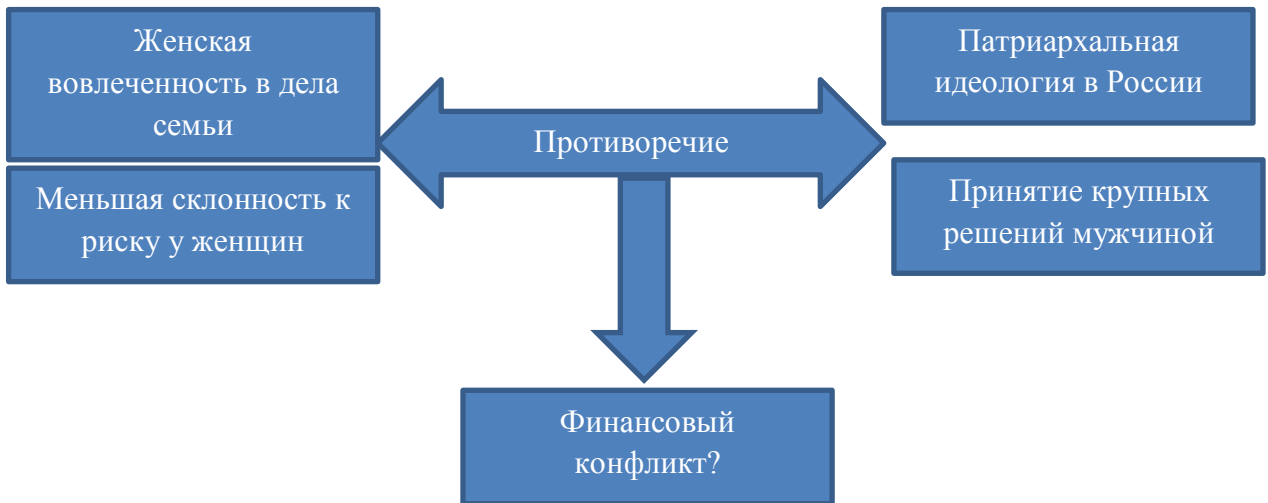 Женская
вовлеченность в дела
семьи
Меньшая склонность к
риску у женщин
Противоречие
Патриархальная
идеология в России
Принятие крупных
решений мужчиной
Финансовый
конфликт?